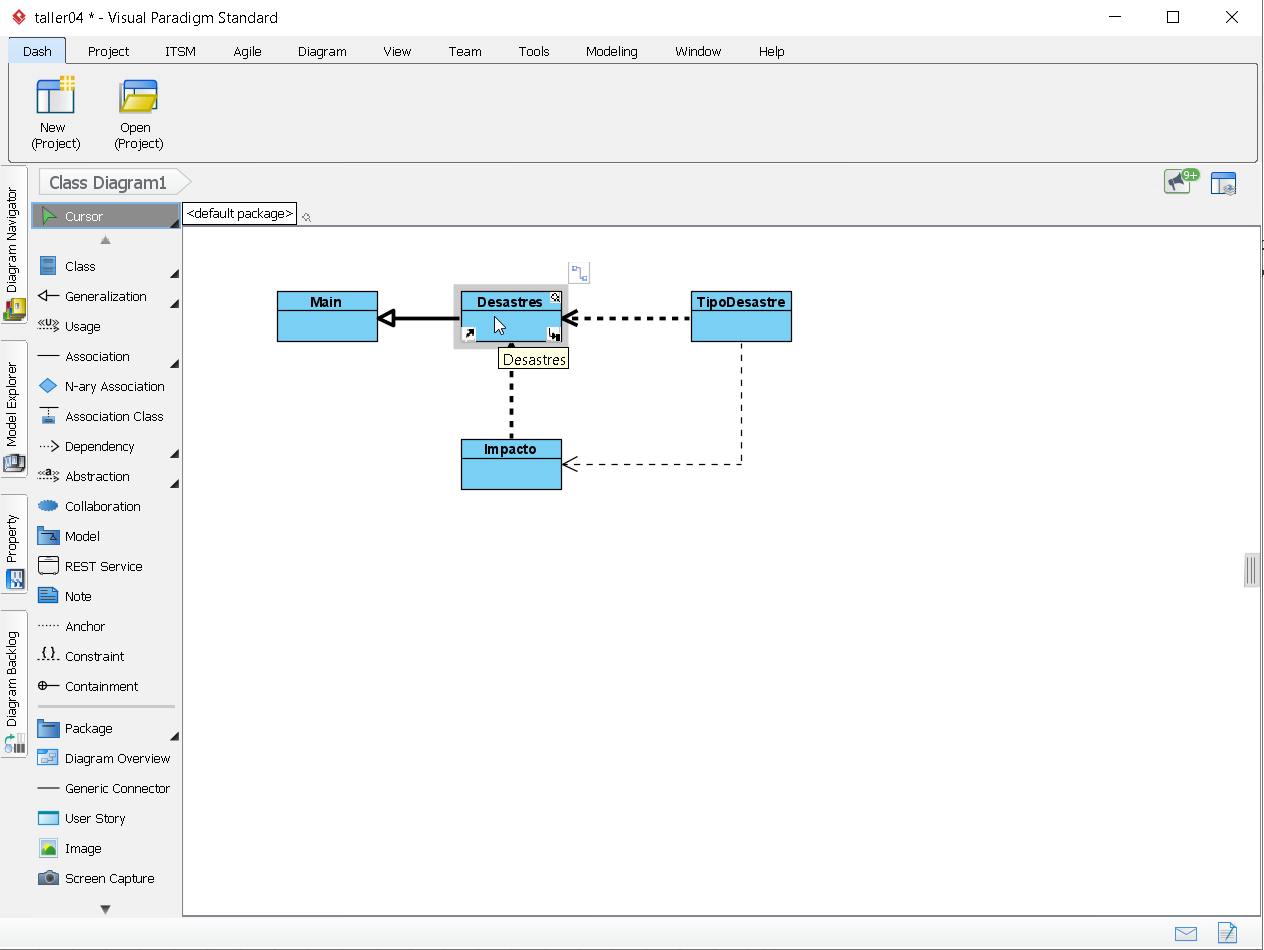 taller04 * - Visual Paradigm Standard
Dash Project ITSM Agile Diagram View Team Tools Modeling Window Help
New
(Project)
Open
(Project)
Class Diagram1
9+
Diagram Navigator
Model Explorer
Property
Diagram Backlog
Cursor
<default package>
Class
Generalization
«U» Usage
Association
N-ary Association
Association Class
Dependency
«a» Abstraction
Collaboration
Model
REST Service
Note
Anchor
{ } Constraint
Containment
Package
Diagram Overview
Generic Connector
User Story
Image
Screen Capture
Main
Desastres
TipoDesastre
Desastres
Impacto